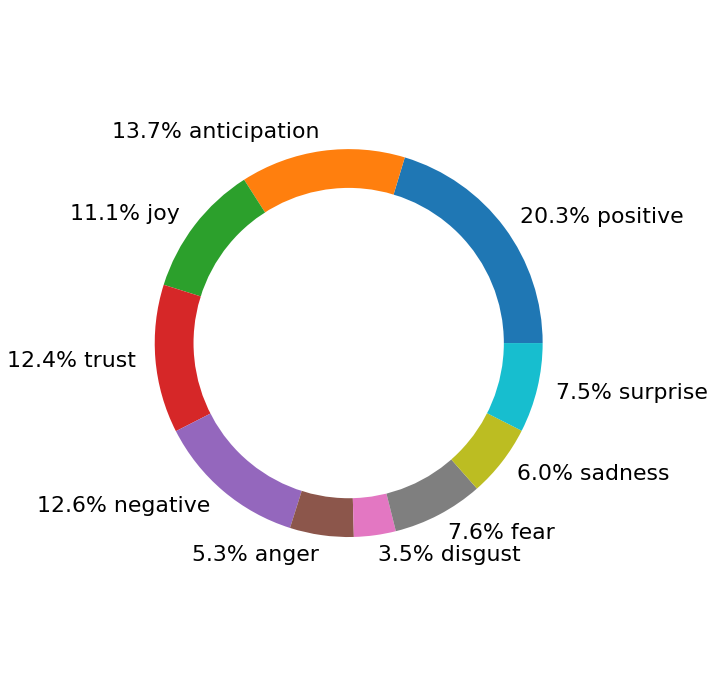 13.7% anticipation
11.1% joy
20.3% positive
12.4% trust
7.5% surprise
6.0% sadness
12.6% negative
7.6% fear
5.3% anger
3.5% disgust